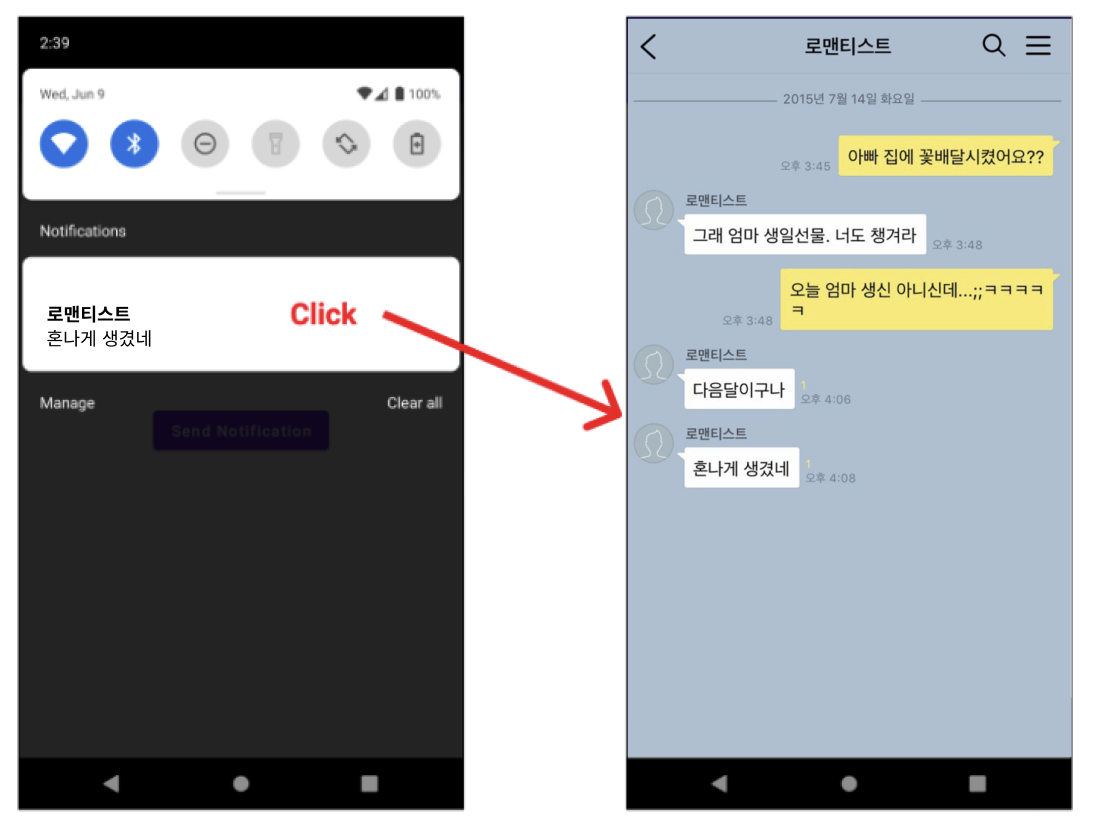 2:39
Wed, Jun 9
100%
Notifications
로맨티스트
혼나게 생겼네
Click
Manage
Clear all
Send Notification
로맨티스트
2015년 7월 14일 화요일
아빠 집에 꽃배달시켰어요??
오후 3:45
로맨티스트
그래 엄마 생일선물. 너도 챙겨라
오후 3:48
오늘 엄마 생신 아니신데...;;ㅋㅋㅋㅋ
ㅋ
오후 3:48
로맨티스트
다음달이구나
1
오후 4:06
로맨티스트
혼나게 생겼네
1
오후 4:08